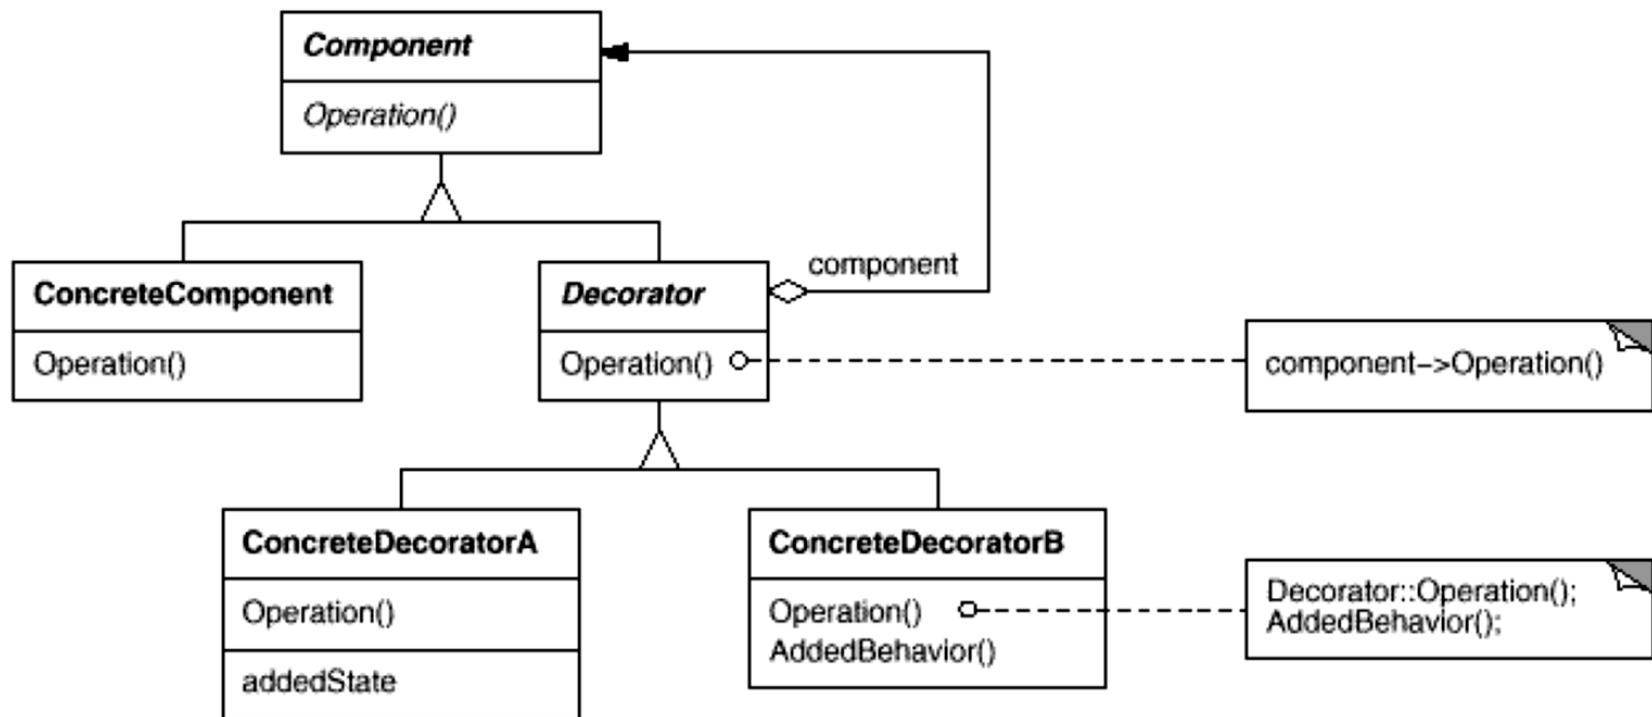 Component
Operation()
component
ConcreteComponent
Operation()
Decorator
Operation()
component–>Operation()
ConcreteDecoratorA
Operation()
addedState
ConcreteDecoratorB
Operation()
AddedBehavior()
Decorator::Operation();
AddedBehavior();